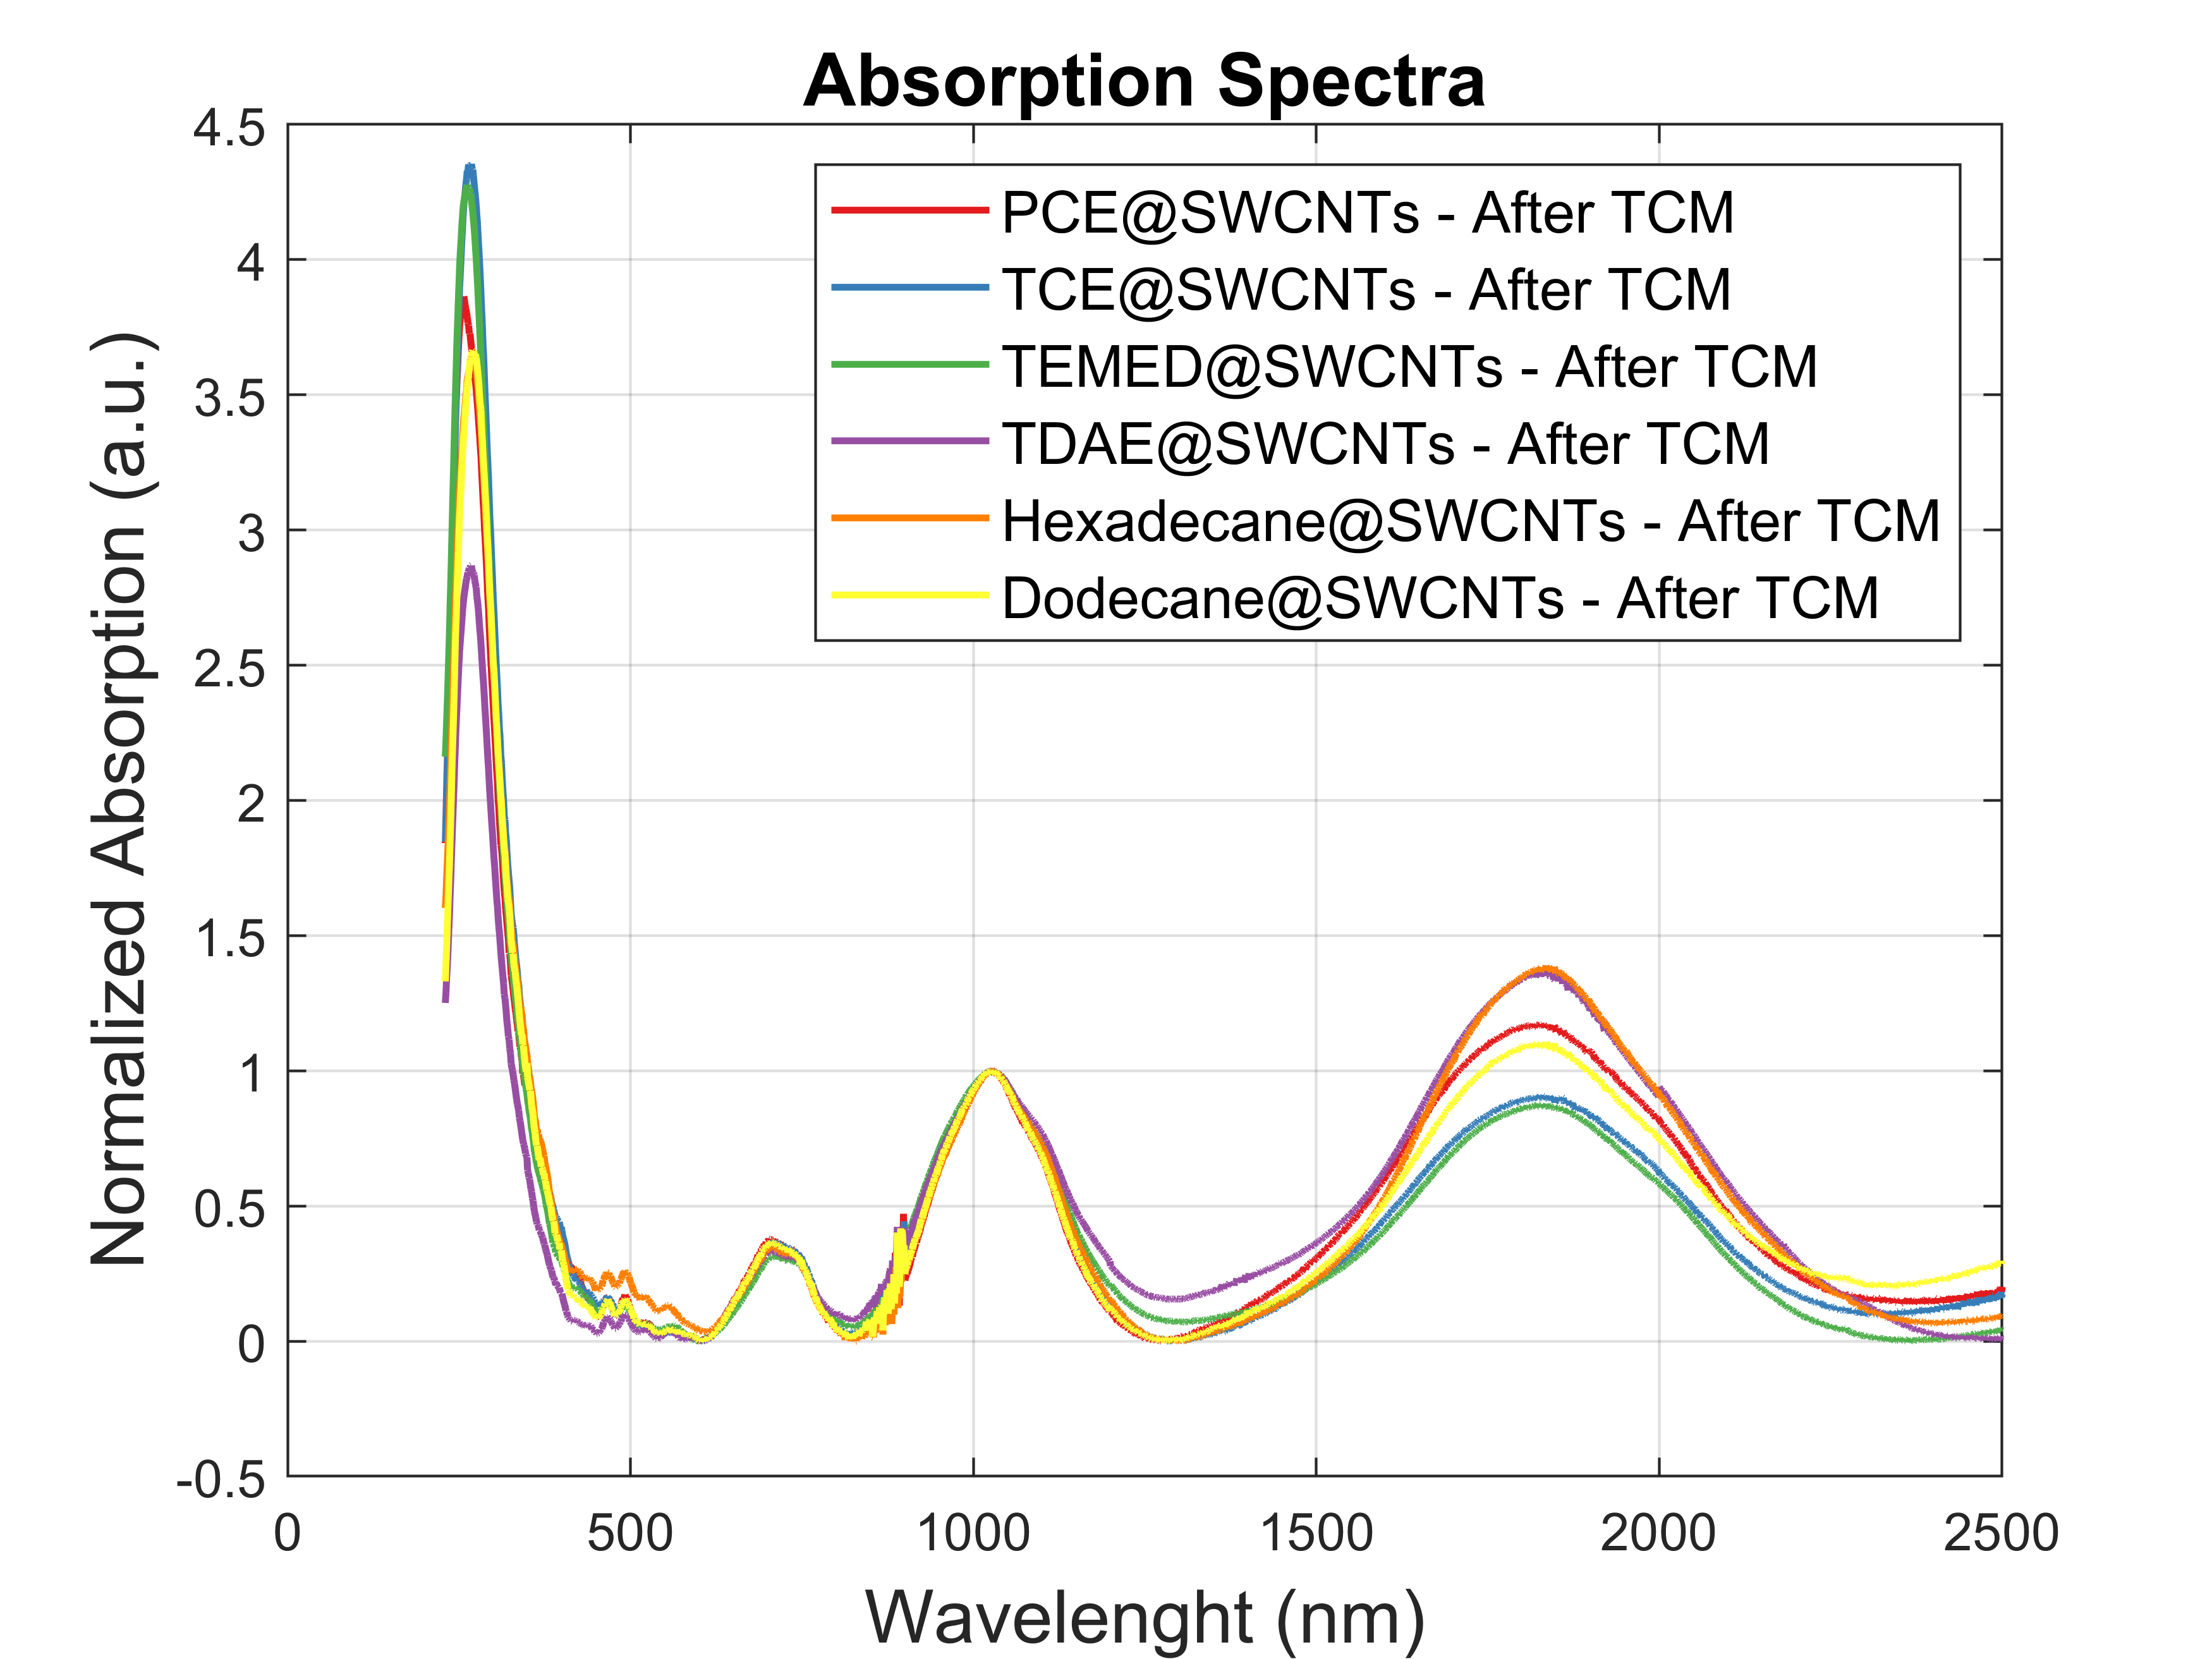 Absorption Spectra
4.5
4
3.5
3
2.5
2
1.5
1
0.5
0
-0.5
Normalized Absorption (a.u.)
PCE@SWCNTs - After TCM
TCE@SWCNTs - After TCM
TEMED@SWCNTs - After TCM
TDAE@SWCNTs - After TCM
Hexadecane@SWCNTs - After TCM
Dodecane@SWCNTs - After TCM
0 500 1000 1500 2000 2500
Wavelenght (nm)